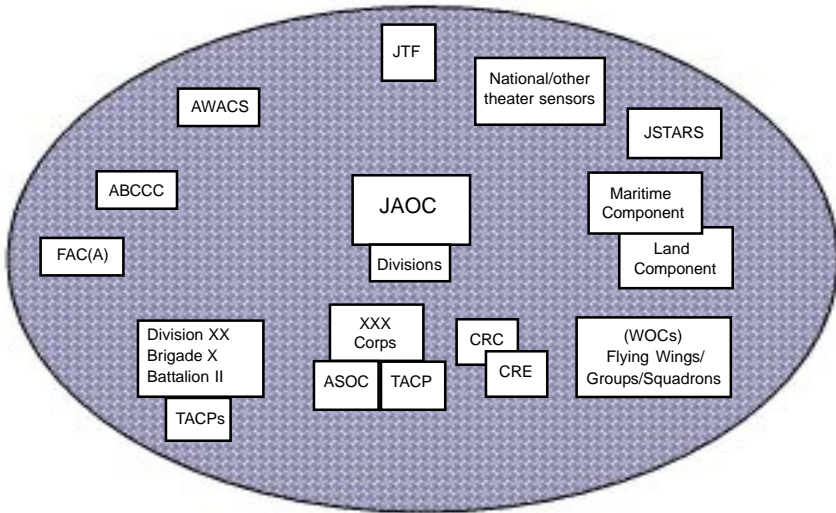 JTF
National/other
theater sensors
AWACS
JSTARS
ABCCC
JAOC
Divisions
Maritime
Component
Land
Component
FAC(A)
Division XX
Brigade X
Battalion II
TACPs
XXX
Corps
ASOC
TACP
CRC
CRE
(WOCs)
Flying Wings/
Groups/Squadrons